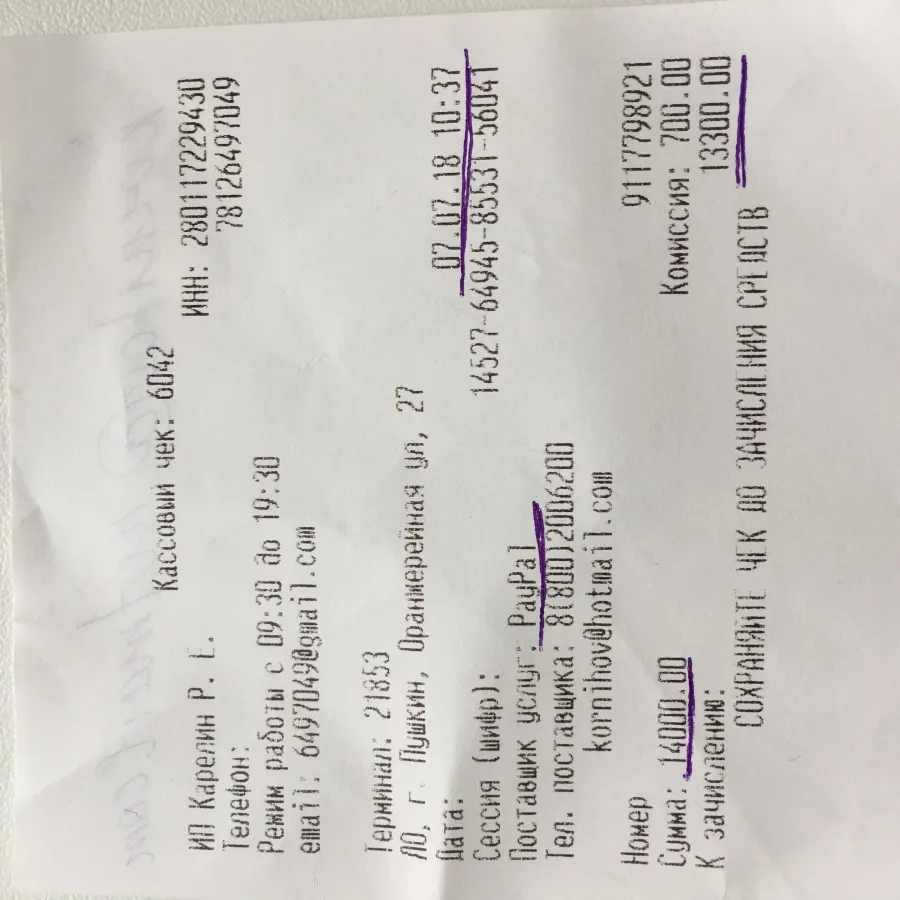 Кассовый чек: 6042
ИП Карелин Р. Е. ИНН: 280117229430
Телефон: 78126497049
Режим работы с 09:30 до 19:30
email: 6497049@gmail.com
Терминал: 21853
ЛО, г. Пушкин, Оранжерейная ул, 27
Дата: 07.07.18 10:37
Сессия (шифр): 14527-64945-85531-56041
Поставщик услуг: PayPal
Тел. поставщика: 8(800)2006200
kornihov@hotmail.com
Номер 9117798921
Сумма: 14000.00 Комиссия: 700.00
К зачислению: 13300.00
СОХРАНЯЙТЕ ЧЕК ДО ЗАЧИСЛЕНИЯ СРЕДСТВ